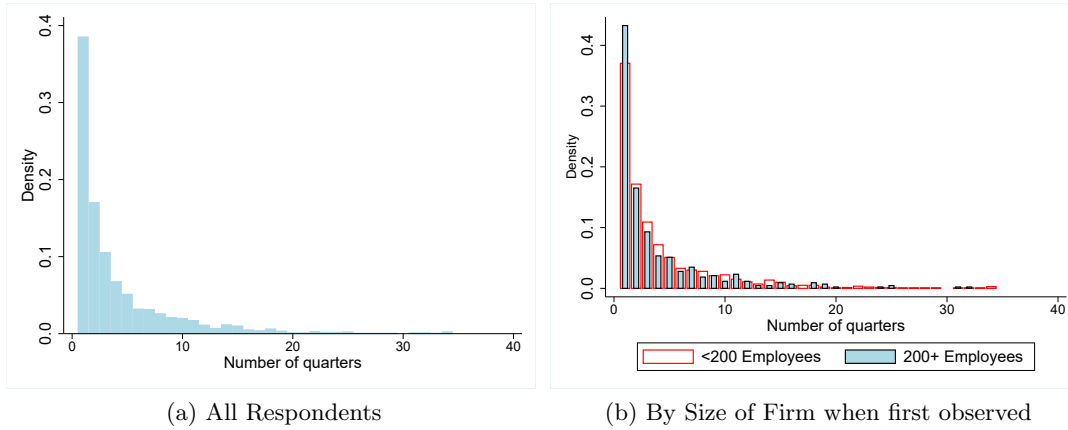 0.4
0.3
0.2
0.1
0.0
Density
0 10 20 30 40
Number of quarters
(a) All Respondents
0.4
0.3
0.2
0.1
0.0
Density
0 10 20 30 40
Number of quarters
<200 Employees 200+ Employees
(b) By Size of Firm when first observed